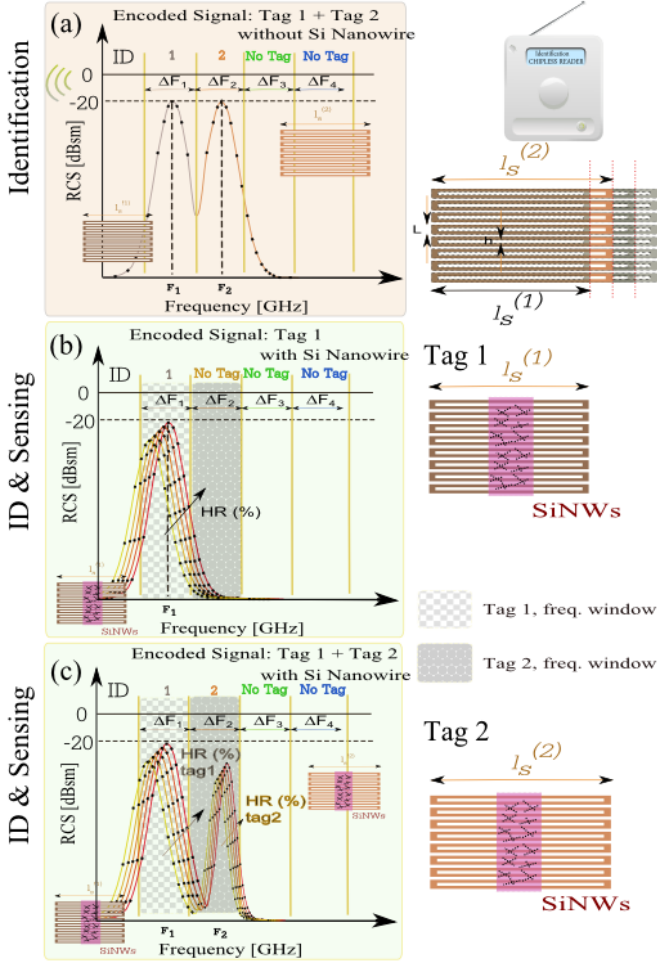 Identification
(a)
Encoded Signal: Tag 1 + Tag 2
without Si Nanowire
ID
1
2
No Tag
No Tag
0
ΔF1
ΔF2
ΔF3
ΔF4
-20
RCS [dBsm]
ls(2)
ls(1)
F1
F2
Frequency [GHz]
Identification
CHIPLESS READER
ls(2)
L
h
ls(1)
ID & Sensing
(b)
Encoded Signal: Tag 1
with Si Nanowire
ID
1
No Tag
No Tag
No Tag
0
ΔF1
ΔF2
ΔF3
ΔF4
-20
RCS [dBsm]
HR (%)
ls(1)
SiNWs
F1
Frequency [GHz]
Tag 1
ls(1)
SiNWs
Tag 1, freq. window
Tag 2, freq. window
ID & Sensing
(c)
Encoded Signal: Tag 1 + Tag 2
with Si Nanowire
ID
1
2
No Tag
No Tag
0
ΔF1
ΔF2
ΔF3
ΔF4
-20
RCS [dBsm]
HR (%)
tag1
HR (%)
tag2
SiNWs
SiNWs
F1
F2
Frequency [GHz]
Tag 2
ls(2)
SiNWs